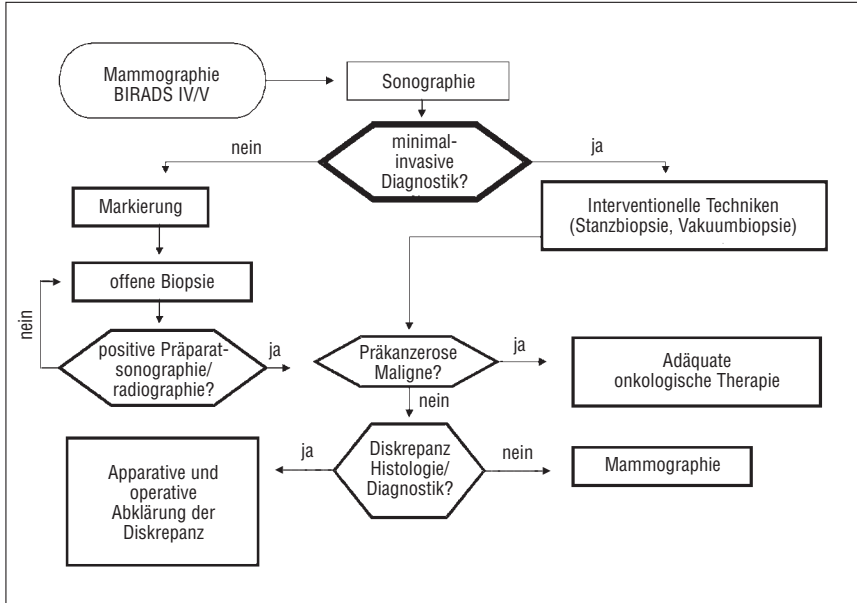 Mammographie
BIRADS IV/V
Sonographie
minimal-
invasive
Diagnostik?
nein
ja
Markierung
Interventionelle Techniken
(Stanzbiopsie, Vakuumbiopsie)
offene Biopsie
nein
positive Präparat-
sonographie/
radiographie?
ja
Präkanzerose
Maligne?
ja
Adäquate
onkologische Therapie
nein
Diskrepanz
Histologie/
Diagnostik?
ja
nein
Apparative und
operative
Abklärung der
Diskrepanz
Mammographie